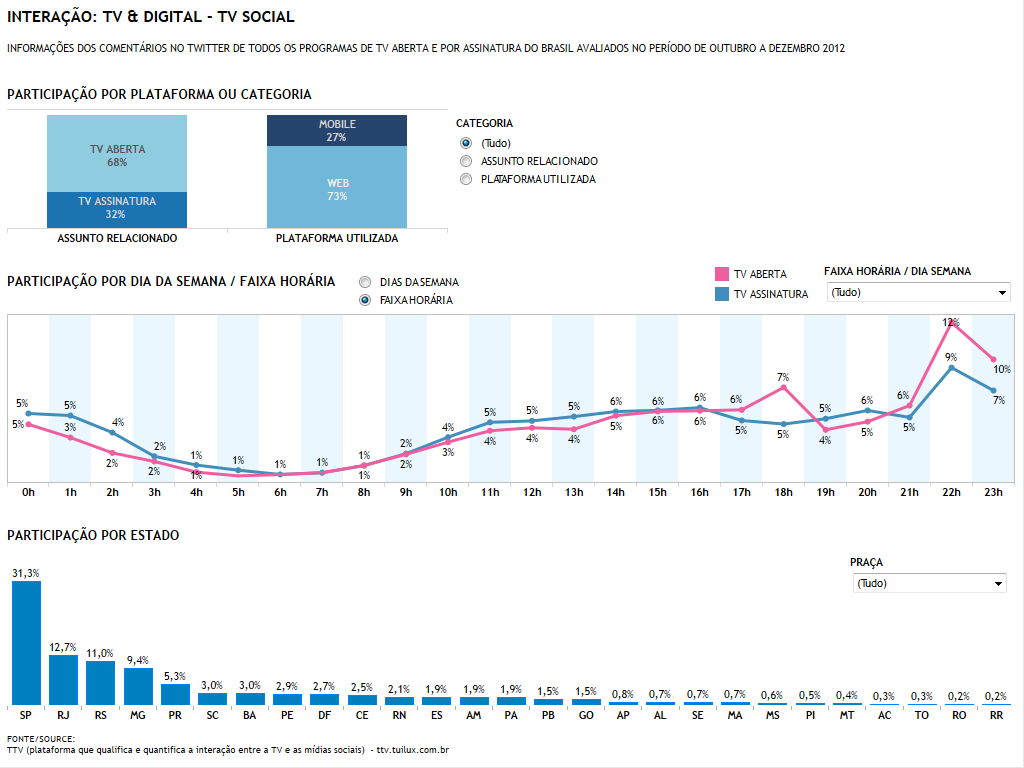 INTERAÇÃO: TV & DIGITAL - TV SOCIAL
INFORMAÇÕES DOS COMENTÁRIOS NO TWITTER DE TODOS OS PROGRAMAS DE TV ABERTA E POR ASSINATURA DO BRASIL AVALIADOS NO PERÍODO DE OUTUBRO A DEZEMBRO 2012
PARTICIPAÇÃO POR PLATAFORMA OU CATEGORIA
TV ABERTA
68%
TV ASSINATURA
32%
ASSUNTO RELACIONADO
MOBILE
27%
WEB
73%
PLATAFORMA UTILIZADA
CATEGORIA
(Tudo)
ASSUNTO RELACIONADO
PLATAFORMA UTILIZADA
PARTICIPAÇÃO POR DIA DA SEMANA / FAIXA HORÁRIA
DIAS DA SEMANA
FAIXA HORÁRIA
TV ABERTA
TV ASSINATURA
FAIXA HORÁRIA / DIA SEMANA
(Tudo)
5% 5% 4% 2% 1% 1% 1% 1% 1% 2% 4% 5% 5% 5% 6% 6% 6% 6% 7% 5% 6% 6% 12% 10%
5% 3% 2% 2% 1% 1% 2% 3% 4% 4% 4% 5% 6% 6% 5% 5% 4% 5% 5% 9% 7%
0h 1h 2h 3h 4h 5h 6h 7h 8h 9h 10h 11h 12h 13h 14h 15h 16h 17h 18h 19h 20h 21h 22h 23h
PARTICIPAÇÃO POR ESTADO
PRAÇA
(Tudo)
31,3% 12,7% 11,0% 9,4% 5,3% 3,0% 3,0% 2,9% 2,7% 2,5% 2,1% 1,9% 1,9% 1,9% 1,5% 1,5% 0,8% 0,7% 0,7% 0,7% 0,6% 0,5% 0,4% 0,3% 0,3% 0,2% 0,2%
SP RJ RS MG PR SC BA PE DF CE RN ES AM PA PB GO AP AL SE MA MS PI MT AC TO RO RR
FONTE/SOURCE:
TTV (plataforma que qualifica e quantifica a interação entre a TV e as mídias sociais) - ttv.tuilux.com.br